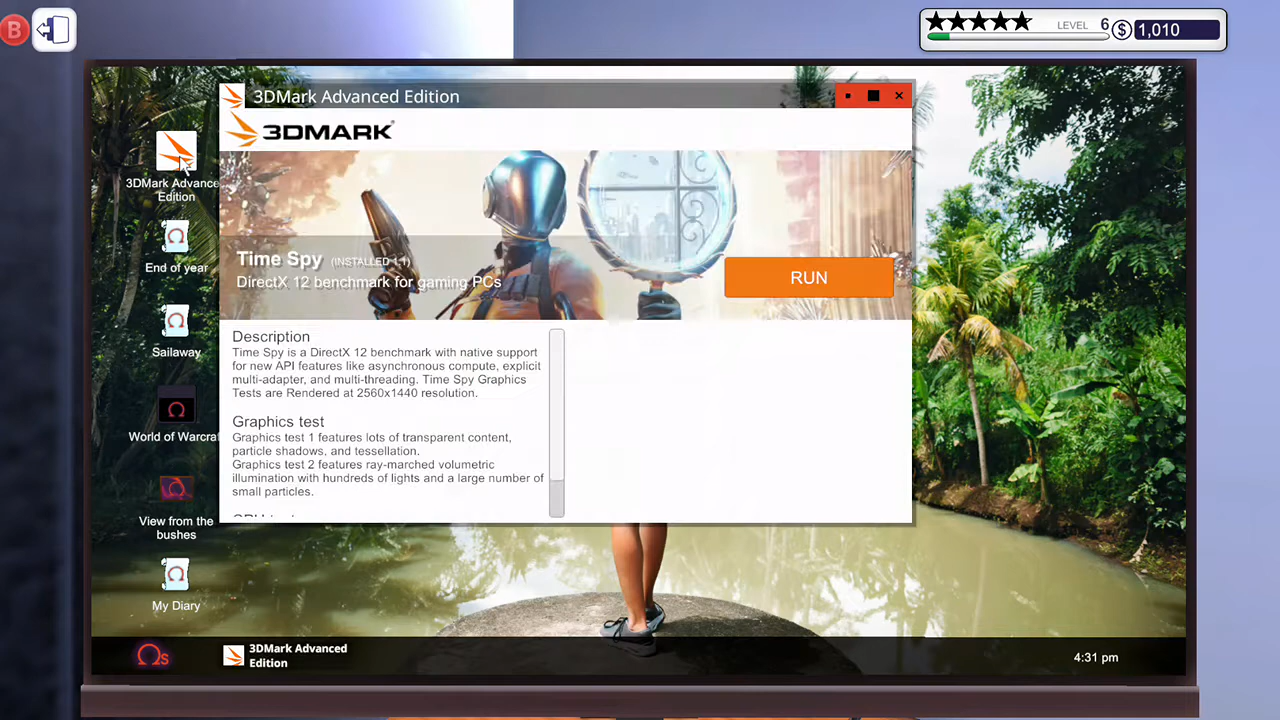 B
LEVEL 6 $ 1,010
3DMark Advanced Edition
3DMARK
3DMark Advance
Edition
End of year
Sailaway
World of Warcraf
View from the
bushes
My Diary
Time Spy (INSTALLED 1.1)
DirectX 12 benchmark for gaming PCs
RUN
Description
Time Spy is a DirectX 12 benchmark with native support
for new API features like asynchronous compute, explicit
multi-adapter, and multi-threading. Time Spy Graphics
Tests are Rendered at 2560x1440 resolution.
Graphics test
Graphics test 1 features lots of transparent content,
particle shadows, and tessellation.
Graphics test 2 features ray-marched volumetric
illumination with hundreds of lights and a large number of
small particles.
Ωs
3DMark Advanced
Edition
4:31 pm